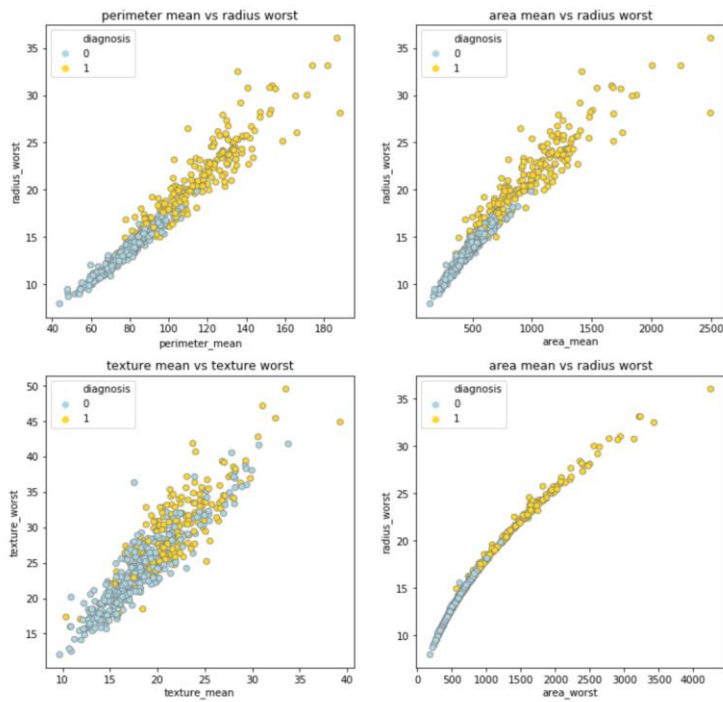 perimeter mean vs radius worst
diagnosis
0
1
35
30
25
20
15
10
radius_worst
40 60 80 100 120 140 160 180
perimeter_mean
area mean vs radius worst
diagnosis
0
1
35
30
25
20
15
10
radius_worst
500 1000 1500 2000 2500
area_mean
texture mean vs texture worst
diagnosis
0
1
50
45
40
35
30
25
20
15
texture_worst
10 15 20 25 30 35 40
texture_mean
area mean vs radius worst
diagnosis
0
1
35
30
25
20
15
10
radius_worst
0 500 1000 1500 2000 2500 3000 3500 4000
area_worst